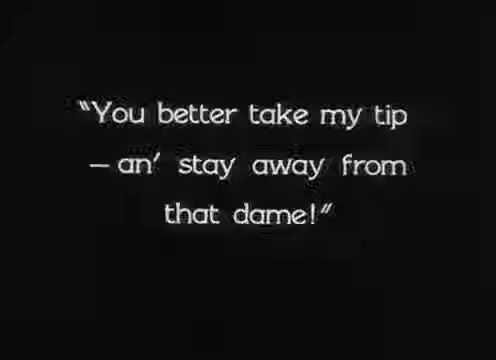 “You better take my tip
— an’ stay away from
that dame!”